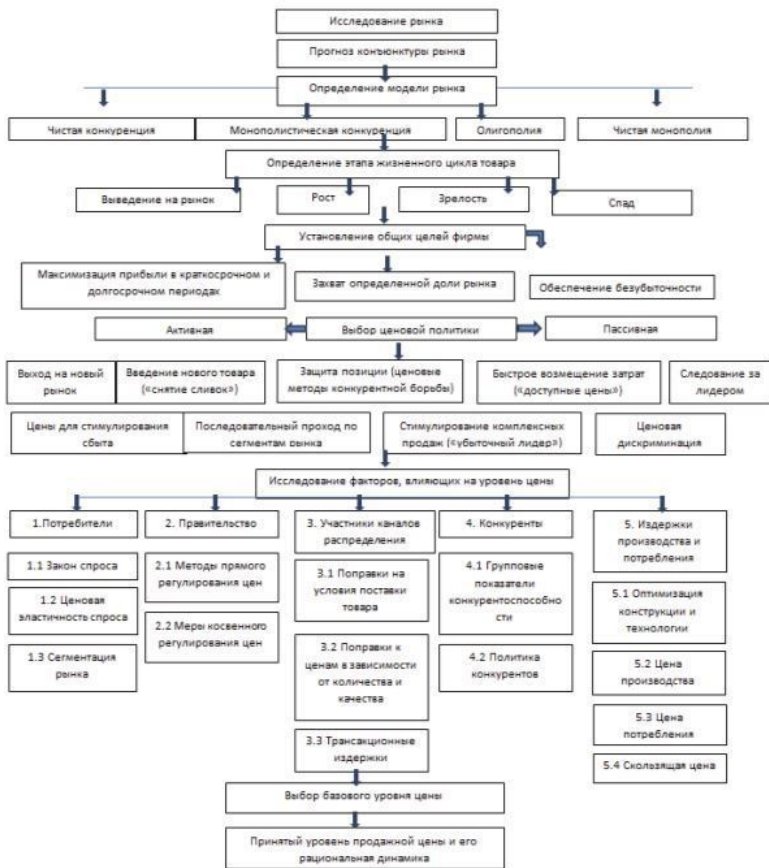 Исследование рынка
Прогноз конъюнктуры рынка
Определение модели рынка
Чистая конкуренция
Монополистическая конкуренция
Олигополия
Чистая монополия
Определение этапа жизненного цикла товара
Выведение на рынок
Рост
Зрелость
Спад
Установление общих целей фирмы
Максимизация прибыли в краткосрочном и
долгосрочном периодах
Захват определенной доли рынка
Обеспечение безубыточности
Активная
Выбор ценовой политики
Пассивная
Выход на новый
рынок
Введение нового товара
(«снятие сливок»)
Защита позиции (ценовые
методы конкурентной борьбы)
Быстрое возмещение затрат
(«доступные цены»)
Следование за
лидером
Цены для стимулирования
сбыта
Последовательный проход по
сегментам рынка
Стимулирование комплексных
продаж («убыточный лидер»)
Ценовая
дискриминация
Исследование факторов, влияющих на уровень цены
1.Потребители
1.1 Закон спроса
1.2 Ценовая
эластичность спроса
1.3 Сегментация
рынка
2. Правительство
2.1 Методы прямого
регулирования цен
2.2 Меры косвенного
регулирования цен
3. Участники каналов
распределения
3.1 Поправки на
условия поставки
товара
3.2 Поправки к
ценам в зависимости
от количества и
качества
3.3 Трансакционные
издержки
4. Конкуренты
4.1 Групповые
показатели
конкурентоспособно
сти
4.2 Политика
конкурентов
5. Издержки
производства и
потребления
5.1 Оптимизация
конструкции и
технологии
5.2 Цена
производства
5.3 Цена
потребления
5.4 Скользящая цена
Выбор базового уровня цены
Принятый уровень продажной цены и его
рациональная динамика